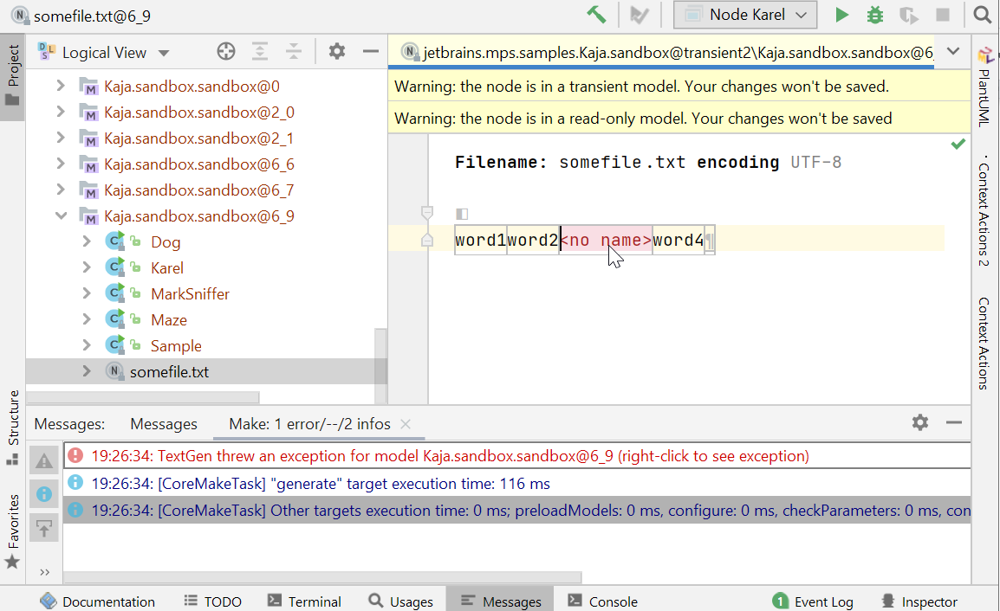 somefile.txt@6_9
Node Karel
Project
Logical View
Kaja.sandbox.sandbox@0
Kaja.sandbox.sandbox@2_0
Kaja.sandbox.sandbox@2_1
Kaja.sandbox.sandbox@6_6
Kaja.sandbox.sandbox@6_7
Kaja.sandbox.sandbox@6_9
Dog
Karel
MarkSniffer
Maze
Sample
somefile.txt
jetbrains.mps.samples.Kaja.sandbox@transient2\Kaja.sandbox.sandbox@6_
Warning: the node is in a transient model. Your changes won't be saved.
Warning: the node is in a read-only model. Your changes won't be saved
Filename: somefile.txt encoding UTF-8
word1word2<no name>word4¶
PlantUML
Context Actions 2
Context Actions
Structure
Favorites
Messages: Messages Make: 1 error/--/2 infos
19:26:34: TextGen threw an exception for model Kaja.sandbox.sandbox@6_9 (right-click to see exception)
19:26:34: [CoreMakeTask] "generate" target execution time: 116 ms
19:26:34: [CoreMakeTask] Other targets execution time: 0 ms; preloadModels: 0 ms, configure: 0 ms, checkParameters: 0 ms, con
Documentation TODO Terminal Usages Messages Console 1 Event Log Inspector